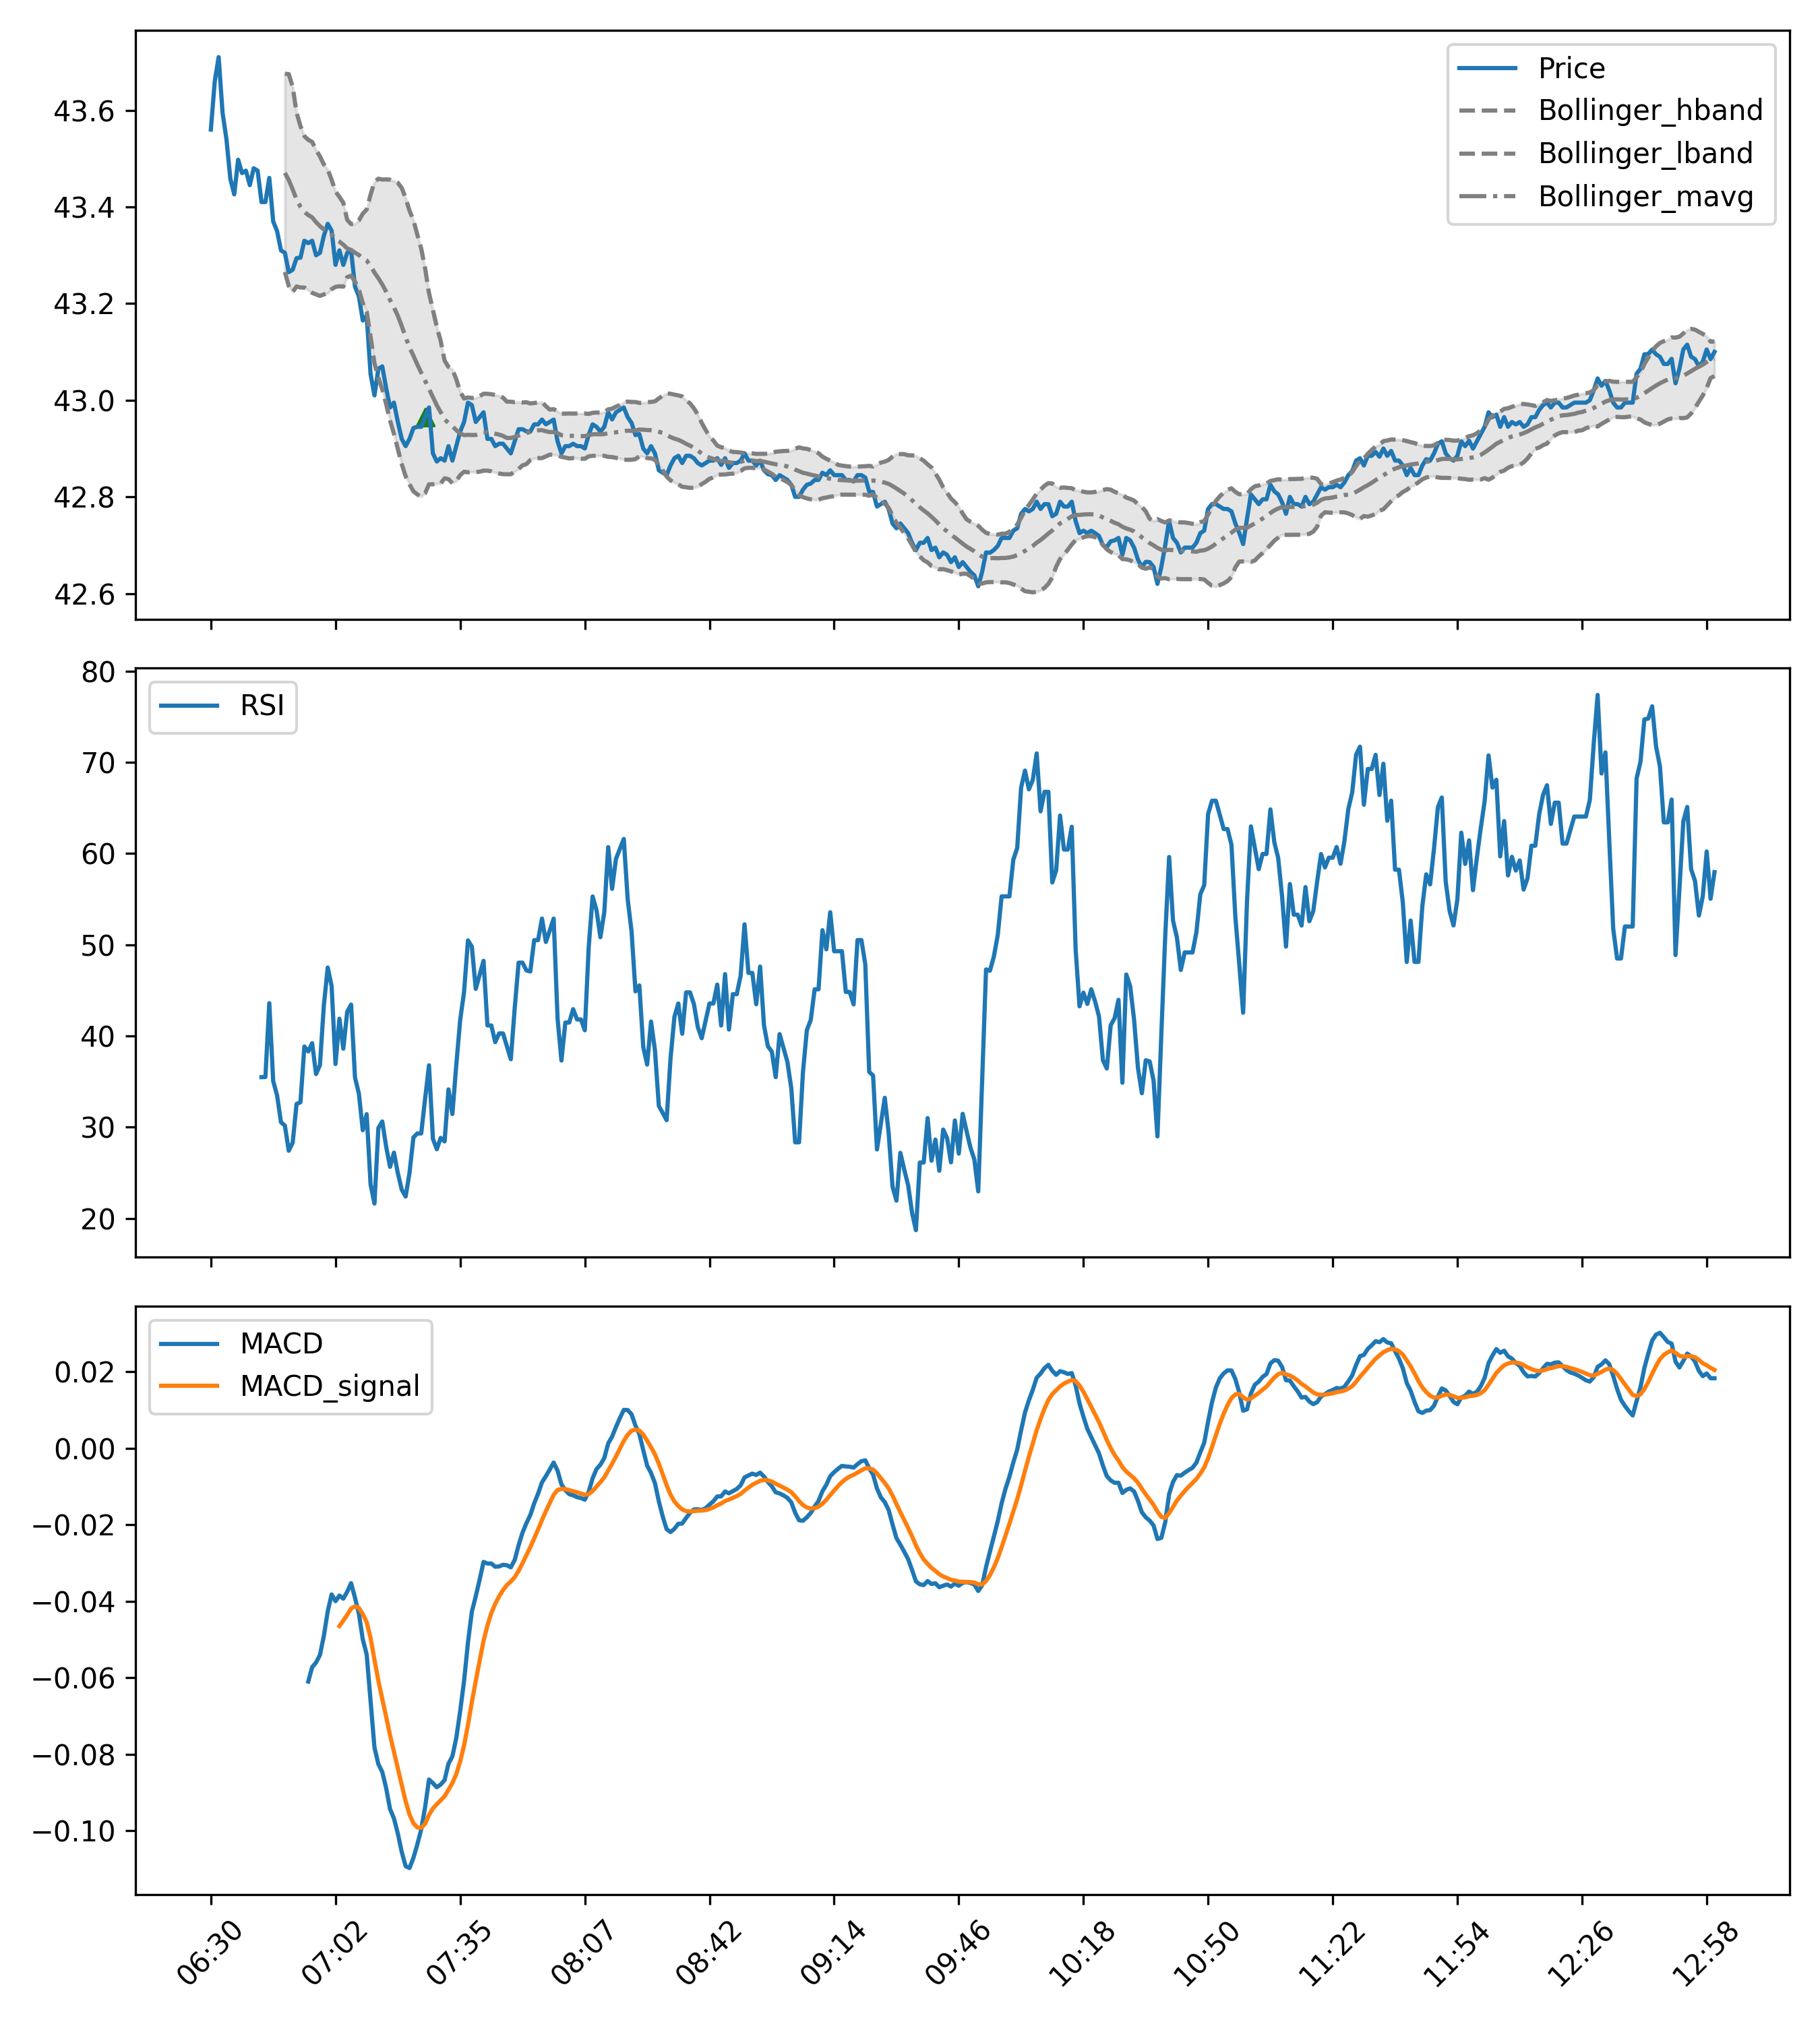 43.6
43.4
43.2
43.0
42.8
42.6
Price
Bollinger_hband
Bollinger_lband
Bollinger_mavg
80
70
60
50
40
30
20
RSI
0.02
0.00
−0.02
−0.04
−0.06
−0.08
−0.10
MACD
MACD_signal
06:30 07:02 07:35 08:07 08:42 09:14 09:46 10:18 10:50 11:22 11:54 12:26 12:58